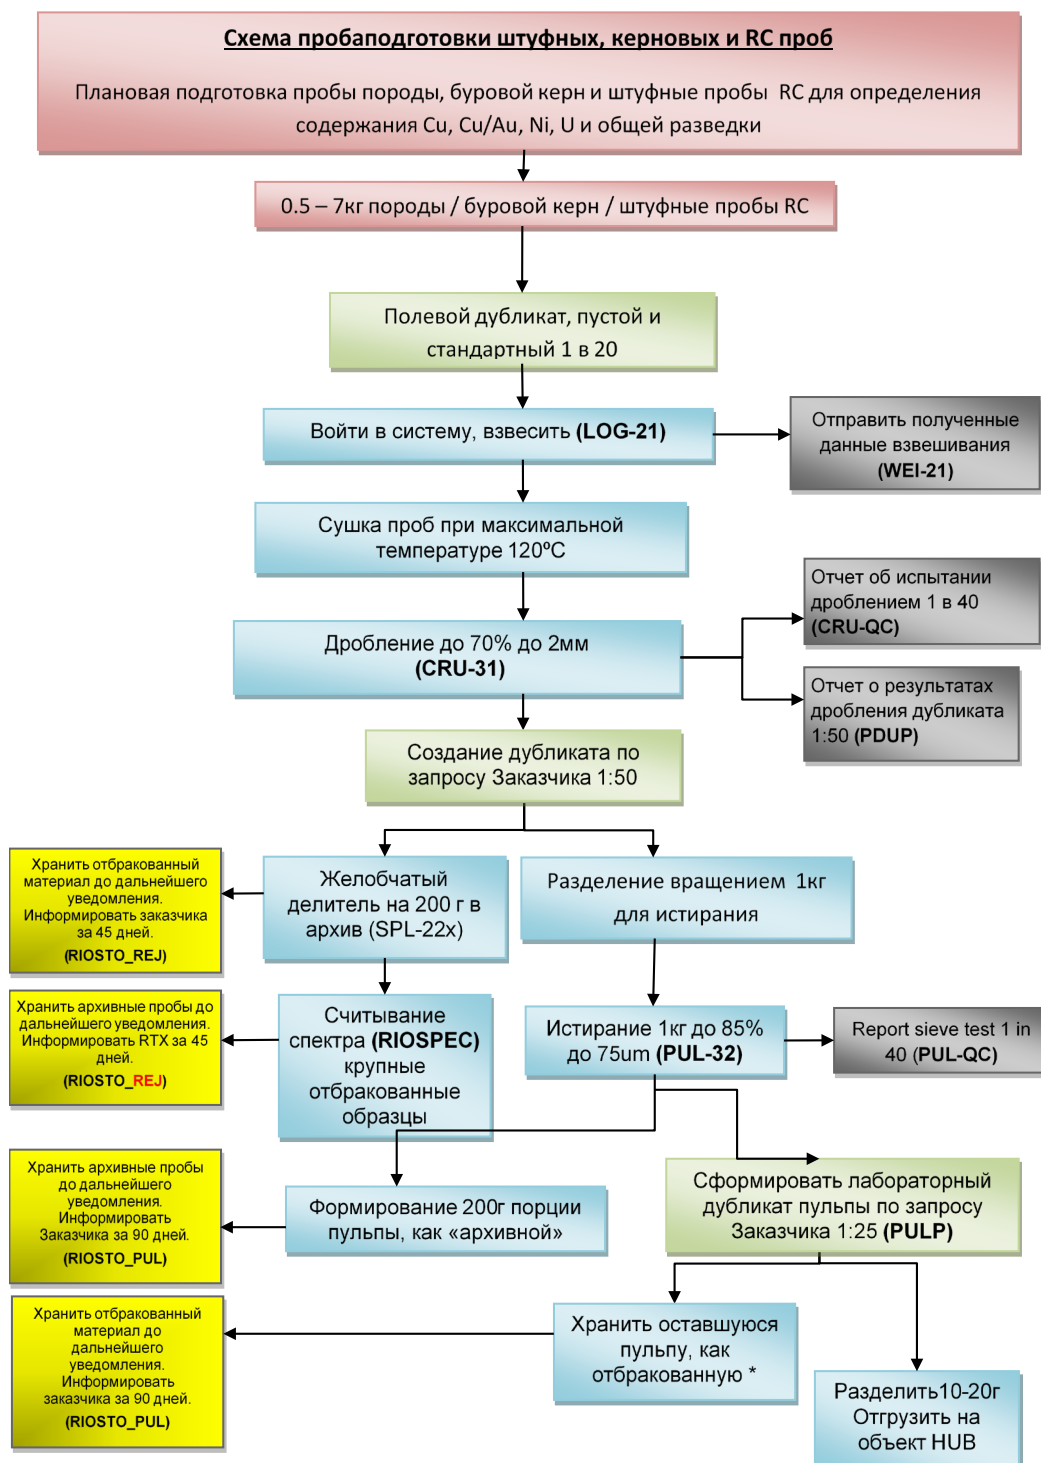 Схема пробаподготовки штуфных, керновых и RC проб
Плановая подготовка пробы породы, буровой керн и штуфные пробы RC для определения
содержания Cu, Cu/Au, Ni, U и общей разведки
0.5 – 7кг породы / буровой керн / штуфные пробы RC
Полевой дубликат, пустой и
стандартный 1 в 20
Войти в систему, взвесить (LOG-21)
Отправить полученные
данные взвешивания
(WEI-21)
Сушка проб при максимальной
температуре 120ºС
Отчет об испытании
дроблением 1 в 40
(CRU-QC)
Дробление до 70% до 2мм
(CRU-31)
Отчет о результатах
дробления дубликата
1:50 (PDUP)
Создание дубликата по
запросу Заказчика 1:50
Хранить отбракованный
материал до дальнейшего
уведомления.
Информировать заказчика
за 45 дней.
(RIOSTO_REJ)
Желобчатый
делитель на 200 г в
архив (SPL-22x)
Разделение вращением 1кг
для истирания
Хранить архивные пробы до
дальнейшего уведомления.
Информировать RTX за 45
дней.
(RIOSTO_REJ)
Считывание
спектра (RIOSPEC)
крупные
отбракованные
образцы
Истирание 1кг до 85%
до 75um (PUL-32)
Report sieve test 1 in
40 (PUL-QC)
Хранить архивные пробы
до дальнейшего
уведомления.
Информировать
Заказчика за 90 дней.
(RIOSTO_PUL)
Формирование 200г порции
пульпы, как «архивной»
Сформировать лабораторный
дубликат пульпы по запросу
Заказчика 1:25 (PULP)
Хранить отбракованный
материал до
дальнейшего
уведомления.
Информировать
заказчика за 90 дней.
(RIOSTO_PUL)
Хранить оставшуюся
пульпу, как
отбракованную *
Разделить10-20г
Отгрузить на
объект HUB